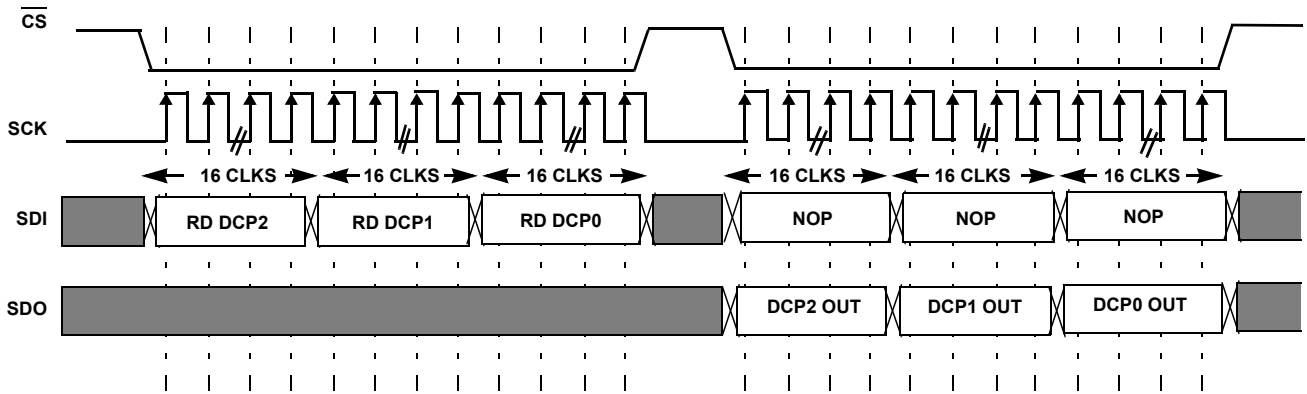 CS
SCK
16 CLKS 16 CLKS 16 CLKS 16 CLKS 16 CLKS 16 CLKS
SDI RD DCP2 RD DCP1 RD DCP0 NOP NOP NOP
SDO DCP2 OUT DCP1 OUT DCP0 OUT